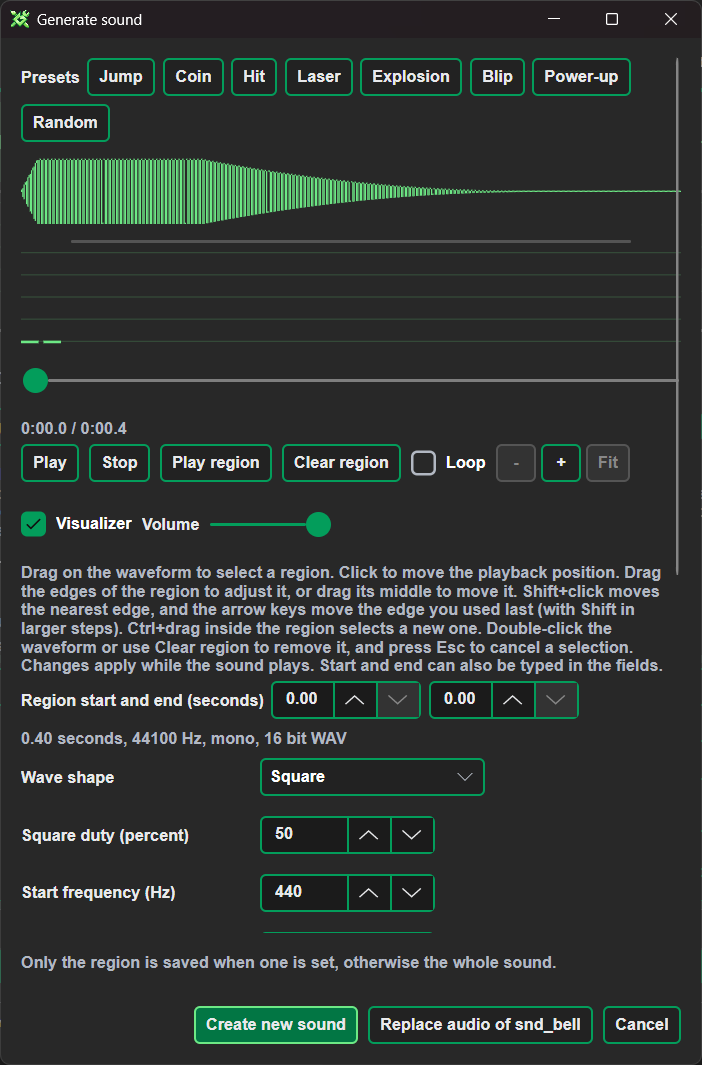 Generate sound
Presets Jump Coin Hit Laser Explosion Blip Power-up
Random
0:00.0 / 0:00.4
Play Stop Play region Clear region Loop - + Fit
Visualizer Volume
Drag on the waveform to select a region. Click to move the playback position. Drag
the edges of the region to adjust it, or drag its middle to move it. Shift+click moves
the nearest edge, and the arrow keys move the edge you used last (with Shift in
larger steps). Ctrl+drag inside the region selects a new one. Double-click the
waveform or use Clear region to remove it, and press Esc to cancel a selection.
Changes apply while the sound plays. Start and end can also be typed in the fields.
Region start and end (seconds) 0.00 0.00
0.40 seconds, 44100 Hz, mono, 16 bit WAV
Wave shape Square
Square duty (percent) 50
Start frequency (Hz) 440
Only the region is saved when one is set, otherwise the whole sound.
Create new sound Replace audio of snd_bell Cancel